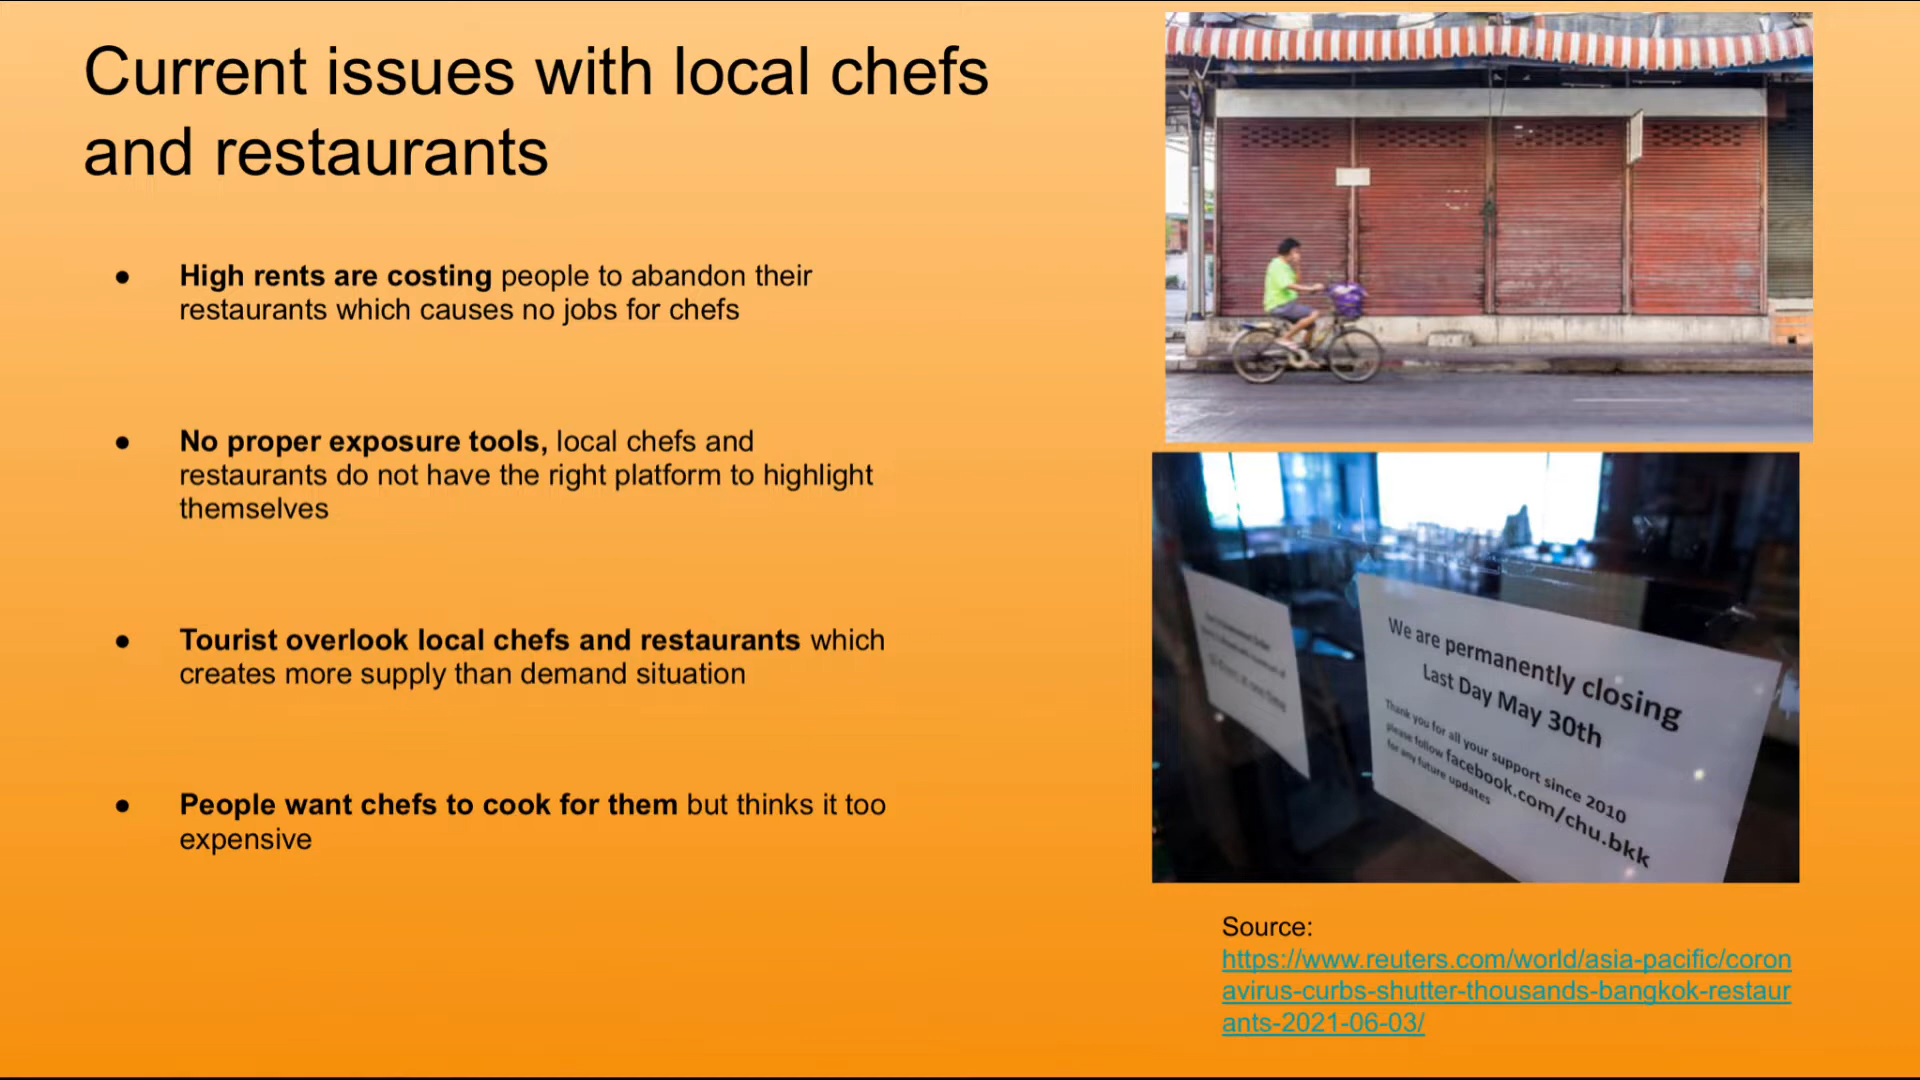 Current issues with local chefs
and restaurants
● High rents are costing people to abandon their
restaurants which causes no jobs for chefs
● No proper exposure tools, local chefs and
restaurants do not have the right platform to highlight
themselves
● Tourist overlook local chefs and restaurants which
creates more supply than demand situation
● People want chefs to cook for them but thinks it too
expensive
We are permanently closing
Last Day May 30th
Thank you for all your support since 2010
please follow facebook.com/chu.bkk
for any future updates
Source:
https://www.reuters.com/world/asia-pacific/coron
avirus-curbs-shutter-thousands-bangkok-restaur
ants-2021-06-03/